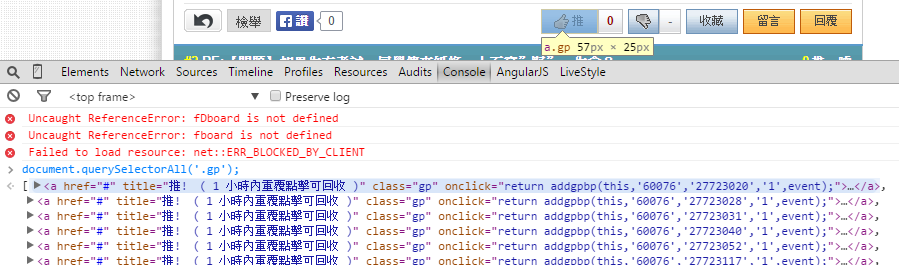 檢舉 讚 0 推 0 - 收藏 留言 回覆
a.gp 57px × 25px
Elements Network Sources Timeline Profiles Resources Audits Console AngularJS LiveStyle
<top frame> ▼ Preserve log
Uncaught ReferenceError: fDboard is not defined
Uncaught ReferenceError: fboard is not defined
Failed to load resource: net::ERR_BLOCKED_BY_CLIENT
> document.querySelectorAll('.gp');
[ ▶<a href="#" title="推! ( 1 小時內重覆點擊可回收 )" class="gp" onclick="return addgpbp(this,'60076','27723020','1',event);">…</a>,
▶<a href="#" title="推! ( 1 小時內重覆點擊可回收 )" class="gp" onclick="return addgpbp(this,'60076','27723028','1',event);">…</a>,
▶<a href="#" title="推! ( 1 小時內重覆點擊可回收 )" class="gp" onclick="return addgpbp(this,'60076','27723031','1',event);">…</a>,
▶<a href="#" title="推! ( 1 小時內重覆點擊可回收 )" class="gp" onclick="return addgpbp(this,'60076','27723040','1',event);">…</a>,
▶<a href="#" title="推! ( 1 小時內重覆點擊可回收 )" class="gp" onclick="return addgpbp(this,'60076','27723052','1',event);">…</a>,
▶<a href="#" title="推! ( 1 小時內重覆點擊可回收 )" class="gp" onclick="return addgpbp(this,'60076','27723117','1',event);">…</a>,